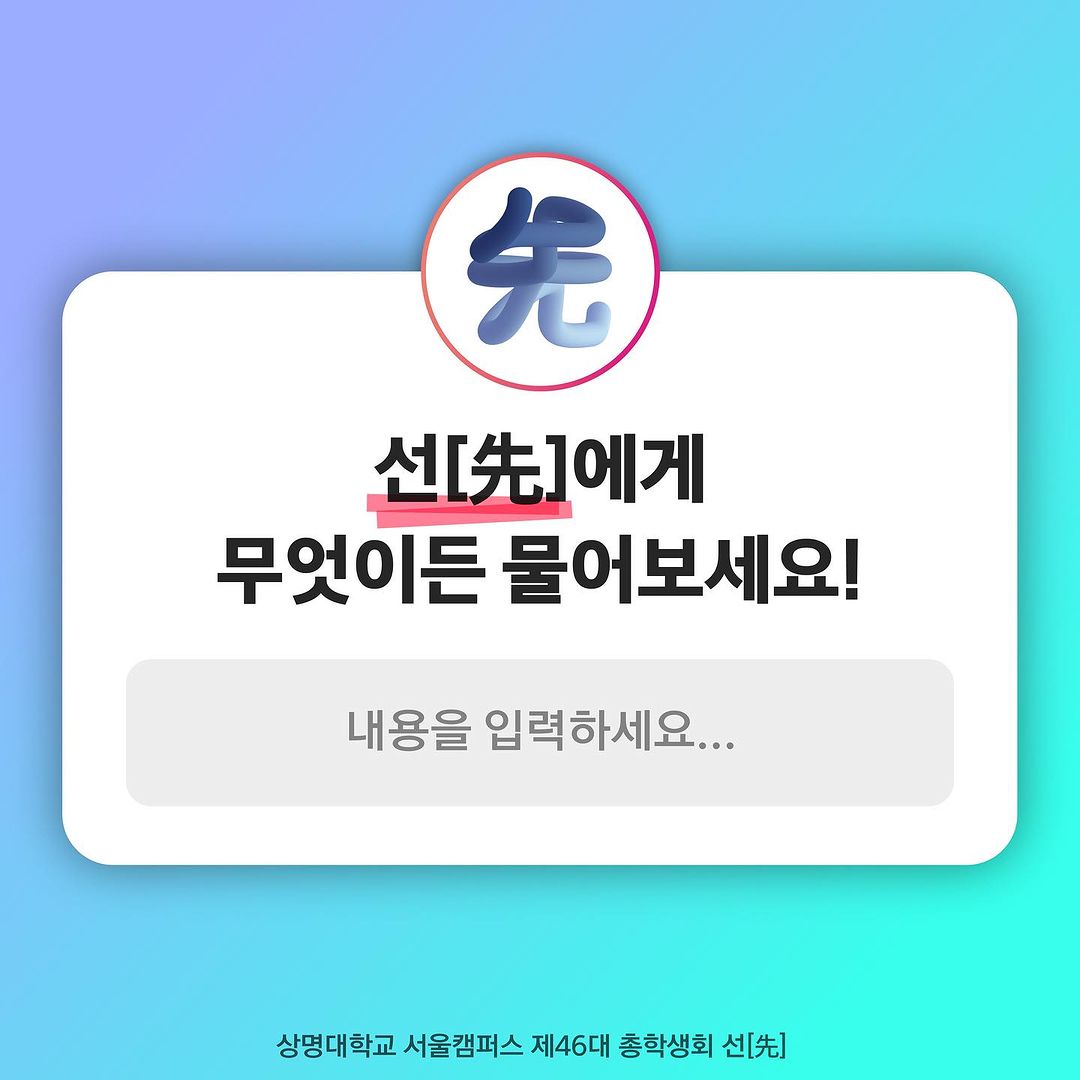 先
선[先]에게
무엇이든 물어보세요!
내용을 입력하세요...
상명대학교 서울캠퍼스 제46대 총학생회 선[先]